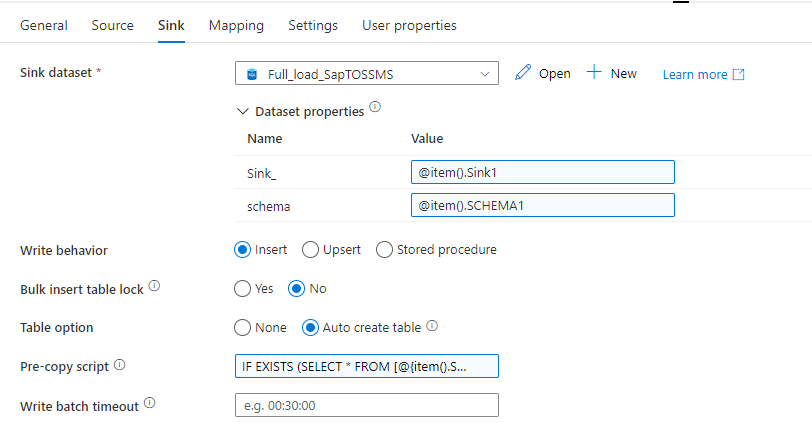 General Source Sink Mapping Settings User properties
Sink dataset * Full_load_SapTOSSMS Open New Learn more
Dataset properties
Name Value
Sink_ @item().Sink1
schema @item().SCHEMA1
Write behavior Insert Upsert Stored procedure
Bulk insert table lock Yes No
Table option None Auto create table
Pre-copy script IF EXISTS (SELECT * FROM [@{item().S...
Write batch timeout e.g. 00:30:00